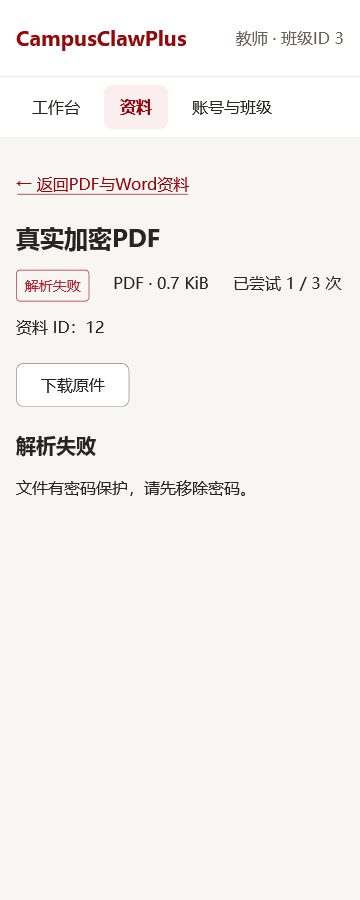 CampusClawPlus 教师 · 班级ID 3
工作台 资料 账号与班级
← 返回PDF与Word资料
真实加密PDF
解析失败 PDF · 0.7 KiB 已尝试 1 / 3 次
资料 ID：12
下载原件
解析失败
文件有密码保护，请先移除密码。